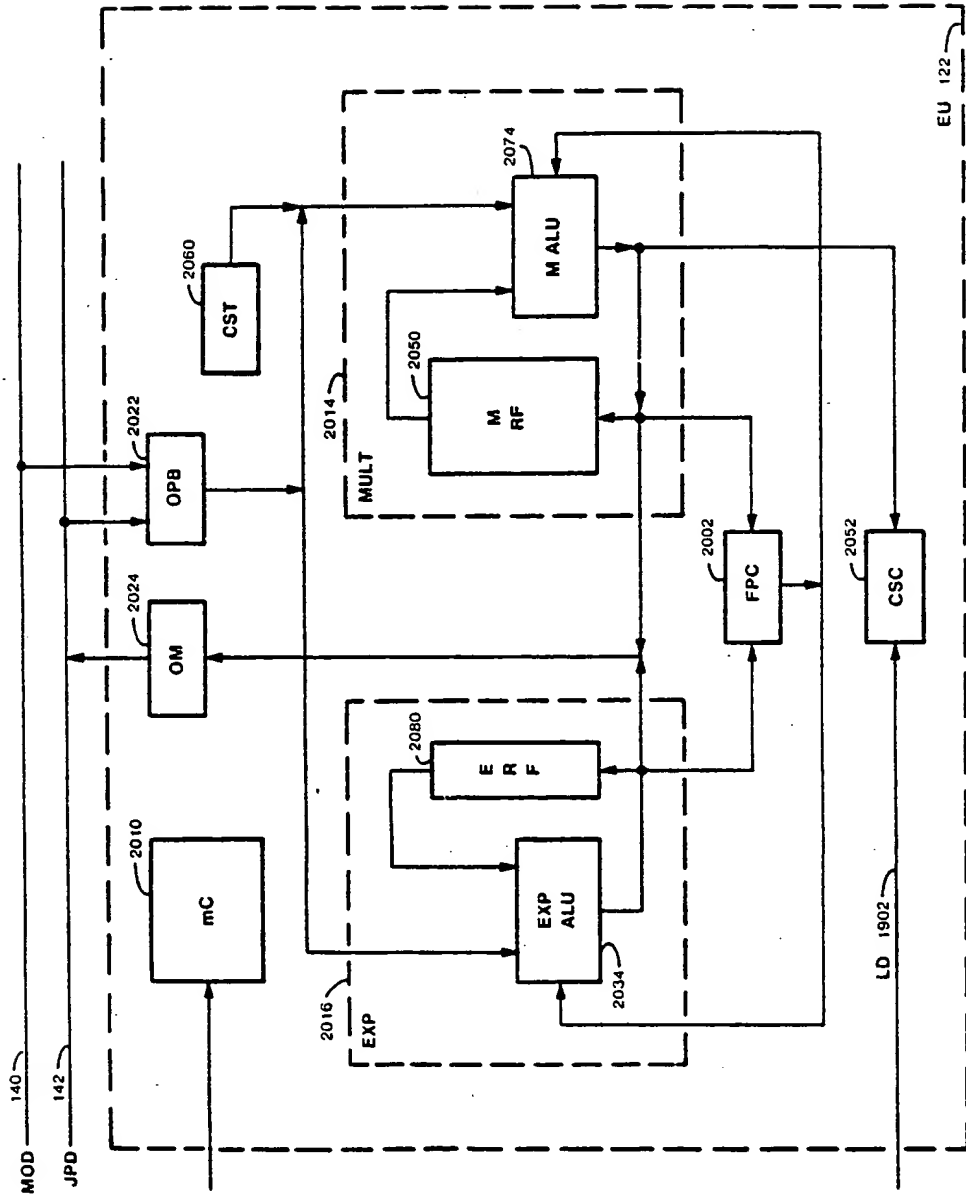 MOD 140
JPD 142
2010
mC
2024
OM
2022
OPB
2060
CST
2016
EXP
2034
EXP
ALU
2080
E
R
F
2014
MULT
2050
M
RF
2074
M ALU
2002
FPC
2052
CSC
LD 1902
EU 122